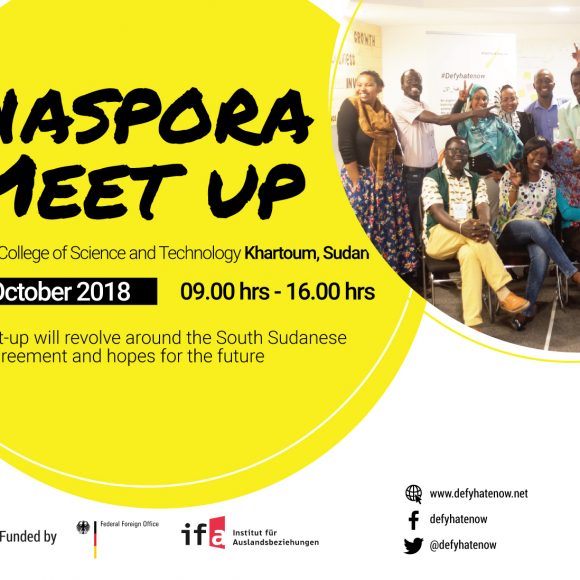 IASPORA
MEET UP
College of Science and Technology Khartoum, Sudan
October 2018 09.00 hrs - 16.00 hrs
t-up will revolve around the South Sudanese
reement and hopes for the future
GROWTH
#Defyhatenow
Funded by
Federal Foreign Office
ifa Institut für
Auslandsbeziehungen
www.defyhatenow.net
defyhatenow
@defyhatenow